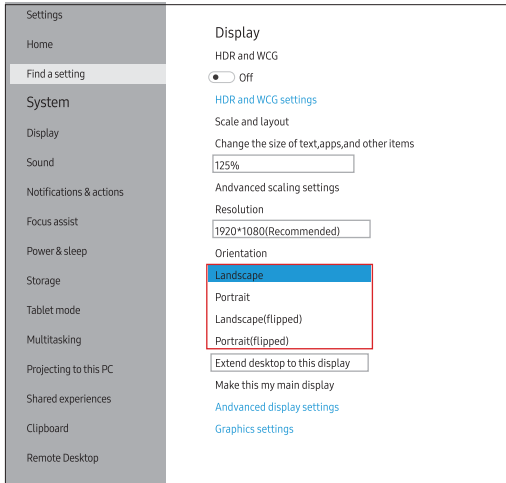 Settings
Home
Find a setting
System
Display
Sound
Notifications & actions
Focus assist
Power & sleep
Storage
Tablet mode
Multitasking
Projecting to this PC
Shared experiences
Clipboard
Remote Desktop
Display
HDR and WCG
Off
HDR and WCG settings
Scale and layout
Change the size of text,apps,and other items
125%
Andvanced scaling settings
Resolution
1920*1080(Recommended)
Orientation
Landscape
Portrait
Landscape(flipped)
Portrait(flipped)
Extend desktop to this display
Make this my main display
Andvanced display settings
Graphics settings